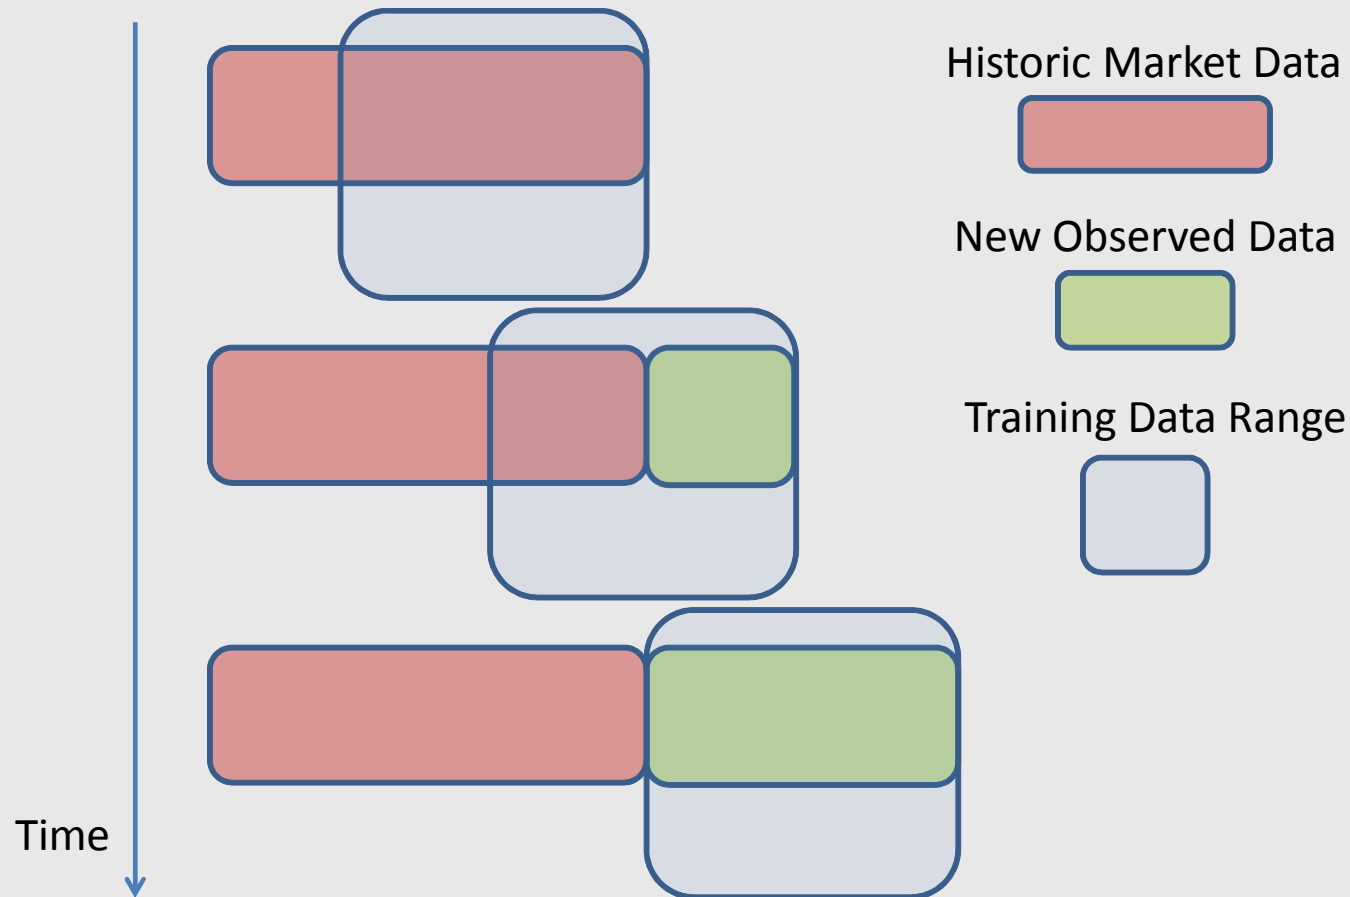 Historic Market Data
New Observed Data
Training Data Range
Time